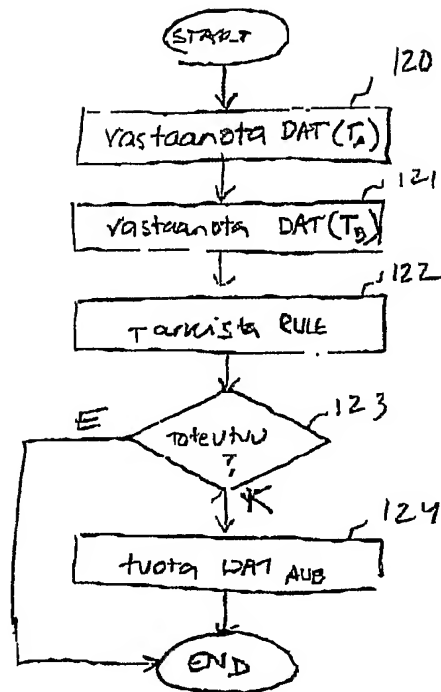 START
120
vastaanota DAT(TA)
121
vastaanota DAT(TB)
122
Tarkista RULE
123
Toteutuu
?
E
K
124
tuota DAT AUB
END